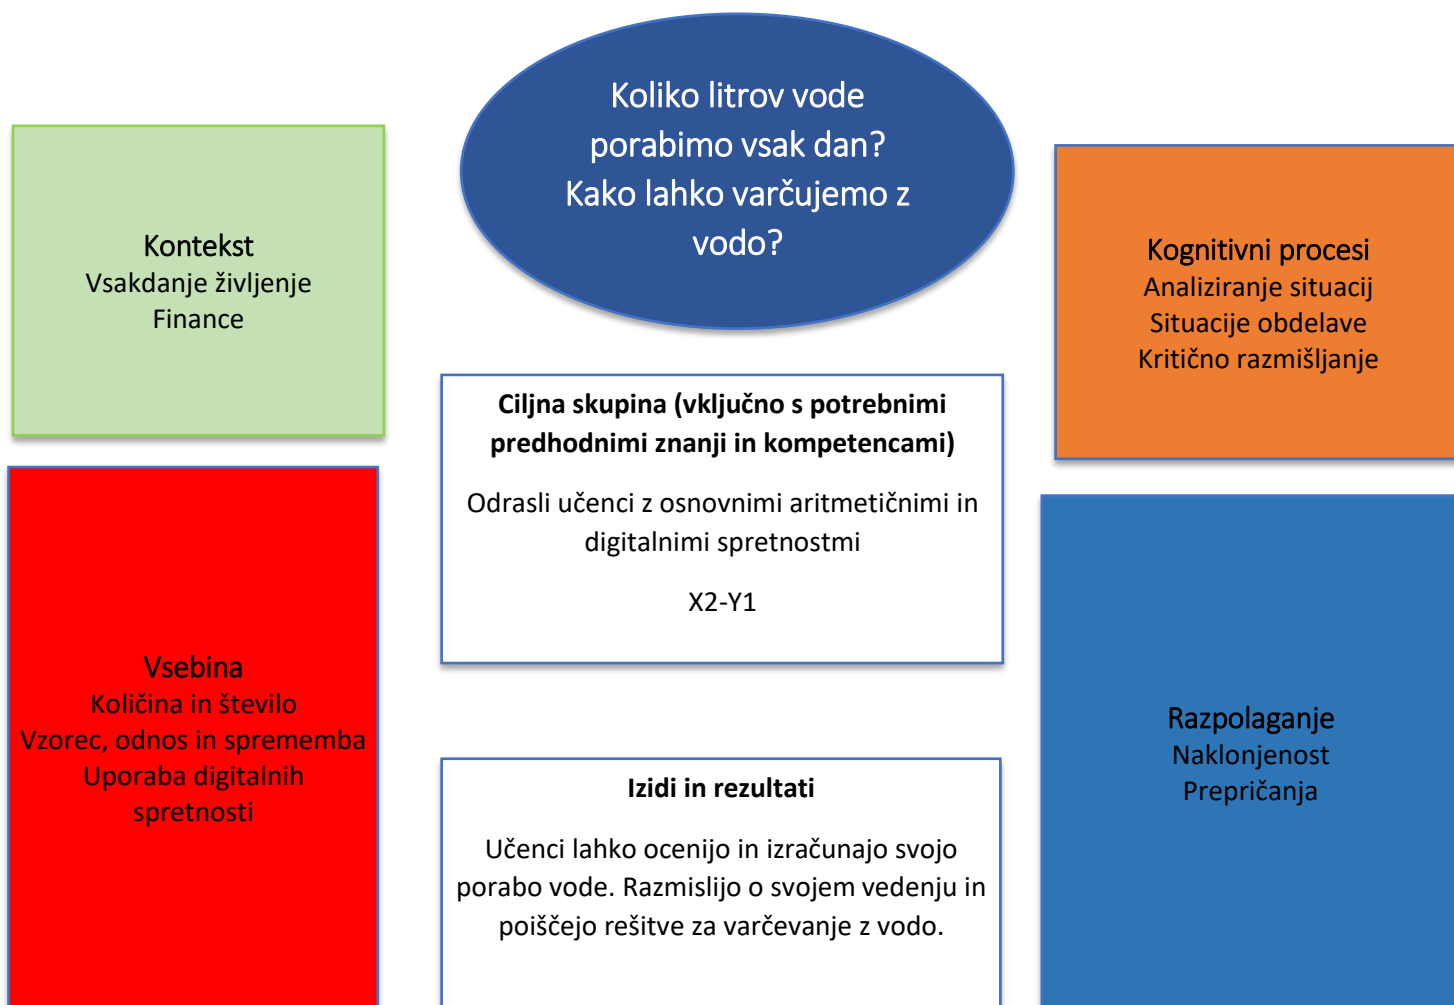 Koliko litrov vode
porabimo vsak dan?
Kako lahko varčujemo z
vodo?
Kontekst
Vsakdanje življenje
Finance
Kognitivni procesi
Analiziranje situacij
Situacije obdelave
Kritično razmišljanje
Ciljna skupina (vključno s potrebnimi
predhodnimi znanji in kompetencami)
Odrasli učenci z osnovnimi aritmetičnimi in
digitalnimi spretnostmi
X2-Y1
Vsebina
Količina in število
Vzorec, odnos in sprememba
Uporaba digitalnih
spretnosti
Razpolaganje
Naklonjenost
Prepričanja
Izidi in rezultati
Učenci lahko ocenijo in izračunajo svojo
porabo vode. Razmislijo o svojem vedenju in
poiščejo rešitve za varčevanje z vodo.